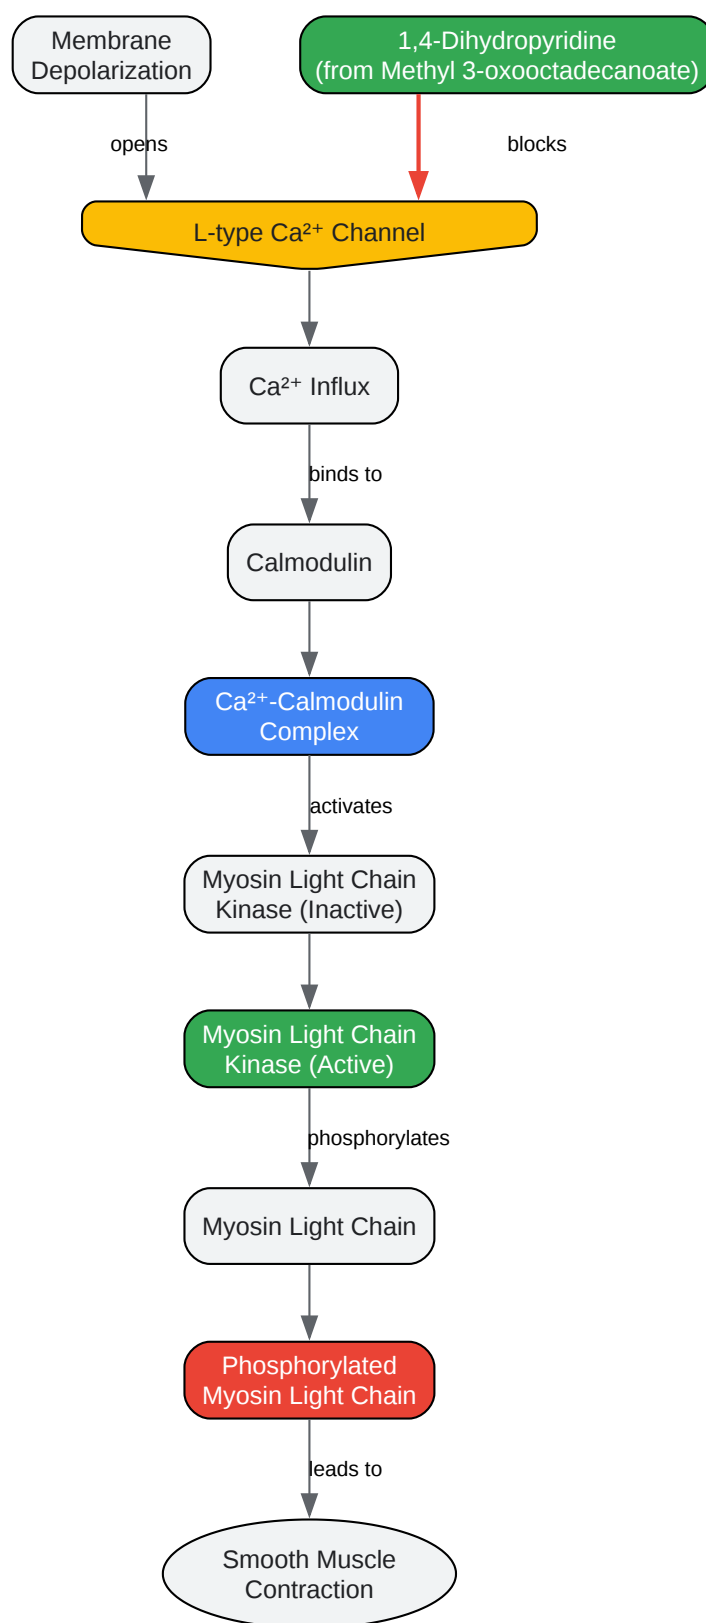 Membrane
Depolarization
1,4-Dihydropyridine
(from Methyl 3-oxooctadecanoate)
opens
blocks
L-type Ca²⁺ Channel
Ca²⁺ Influx
binds to
Calmodulin
Ca²⁺-Calmodulin
Complex
activates
Myosin Light Chain
Kinase (Inactive)
Myosin Light Chain
Kinase (Active)
phosphorylates
Myosin Light Chain
Phosphorylated
Myosin Light Chain
leads to
Smooth Muscle
Contraction